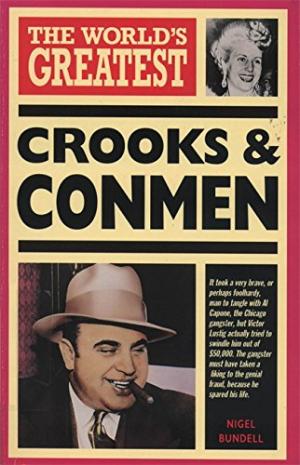 THE WORLD'S
GREATEST
CROOKS &
CONMEN
It took a very brave, or
perhaps foolhardy,
man to tangle with Al
Capone, the Chicago
gangster, but Victor
Lustig actually tried to
swindle him out of
$50,000. The gangster
must have taken a
liking to the genial
fraud, because he
spared his life.
NIGEL
BUNDELL